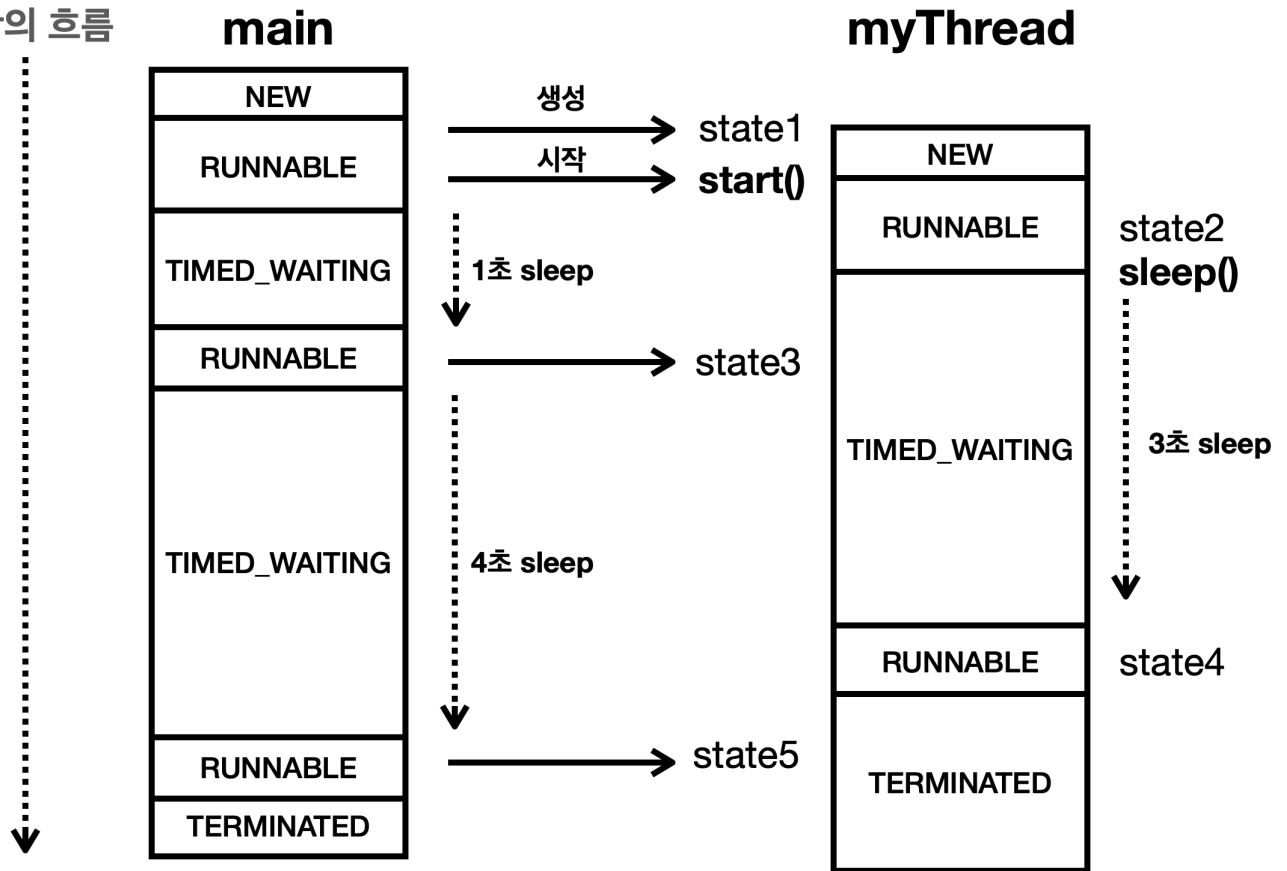 의 흐름
main
myThread
NEW
생성
state1
시작
start()
RUNNABLE
NEW
RUNNABLE
state2
sleep()
TIMED_WAITING
1초 sleep
RUNNABLE
state3
TIMED_WAITING
3초 sleep
TIMED_WAITING
4초 sleep
RUNNABLE
state4
RUNNABLE
state5
TERMINATED
TERMINATED